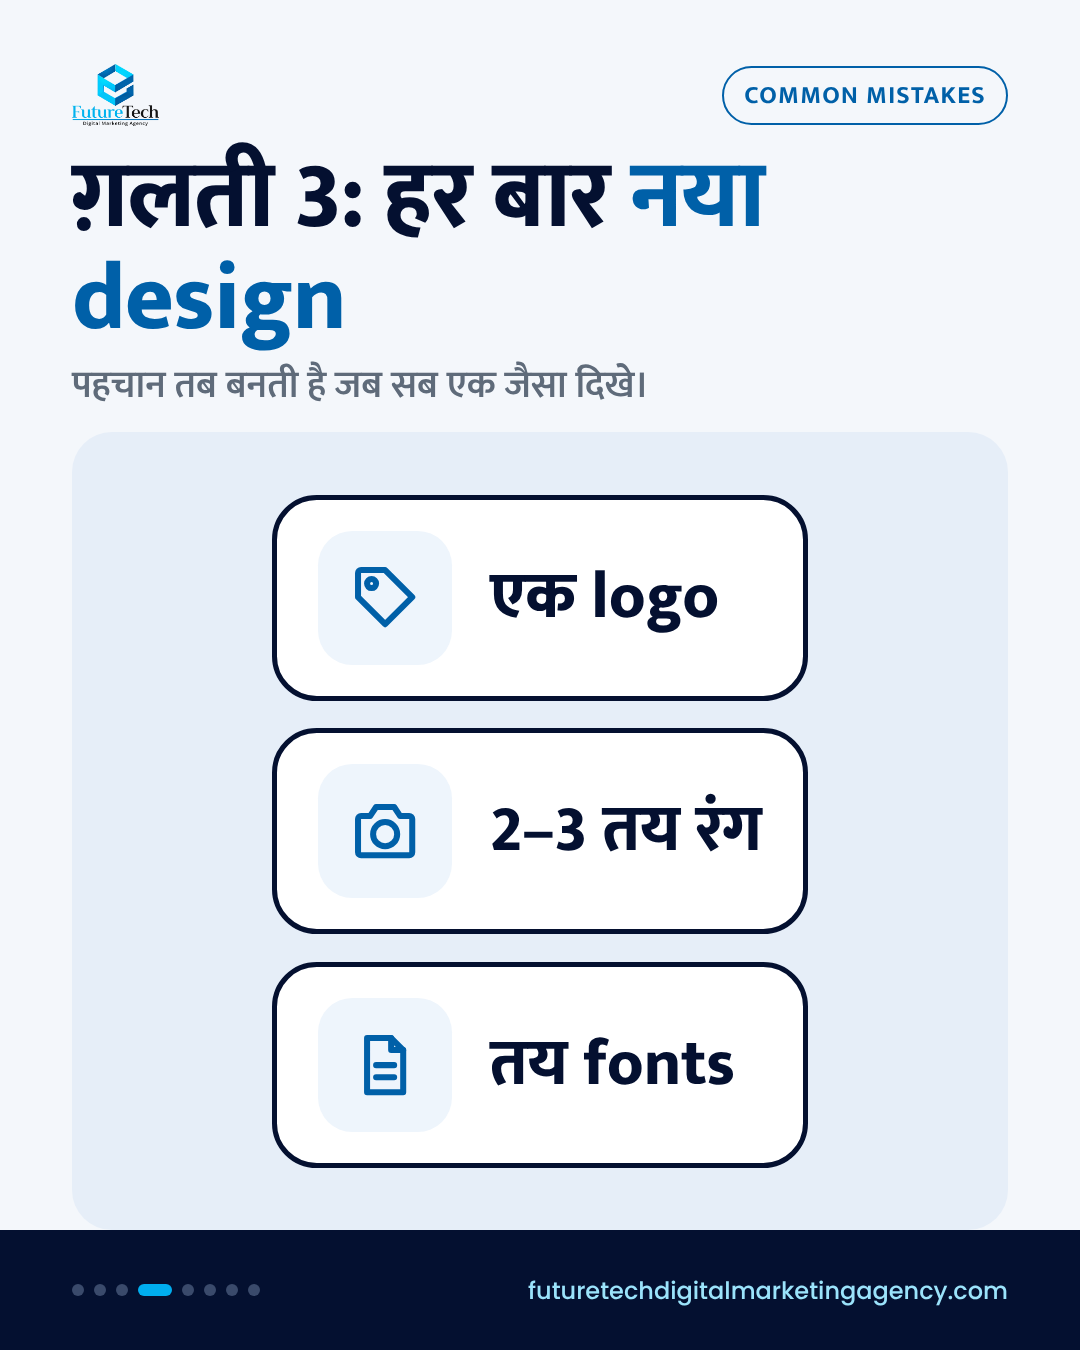 FutureTech
Digital Marketing Agency
COMMON MISTAKES
ग़लती 3: हर बार नया
design
पहचान तब बनती है जब सब एक जैसा दिखे।
एक logo
2–3 तय रंग
तय fonts
futuretechdigitalmarketingagency.com